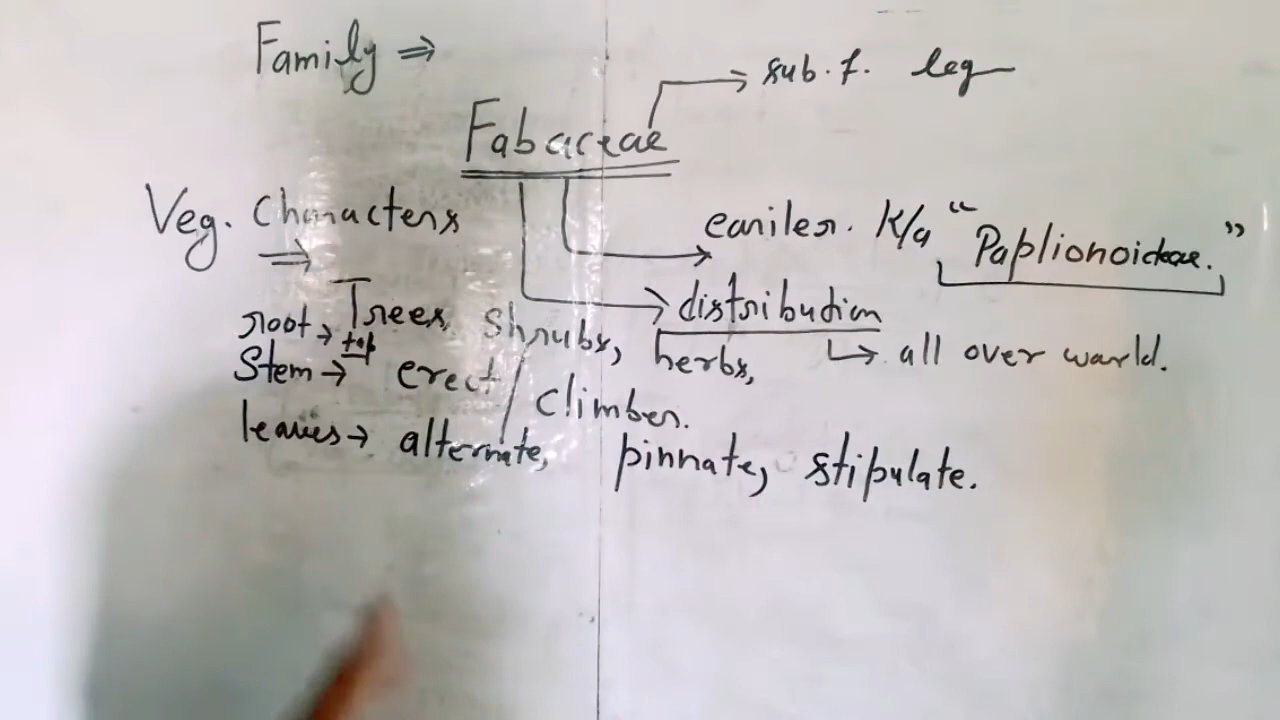 Family ⇒
sub.f. leg
Fabaceae
Veg. Characters
⇒
earlier. K/a "Paplionoideae."
distribution
↳ all over world.
Trees, Shrubs, herbs,
root → tap
Stem → erect / Climber.
leaves → alternate, pinnate, stipulate.